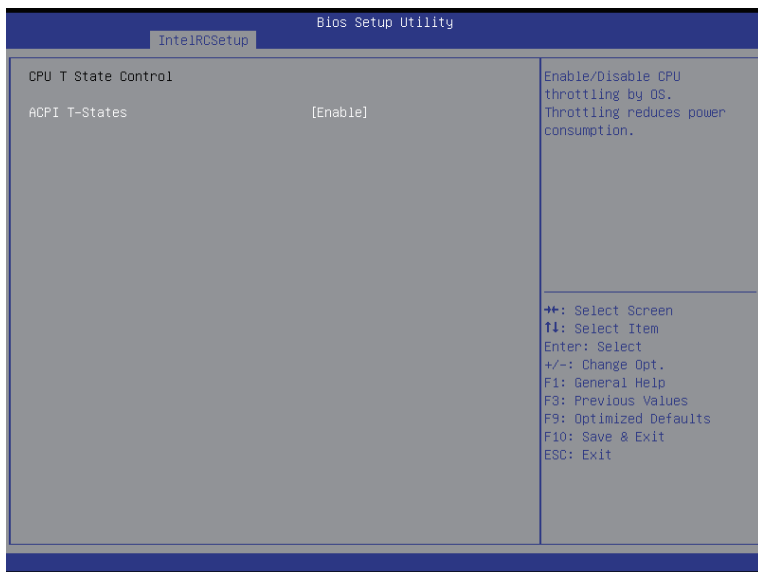 Bios Setup Utility
IntelRCSetup
CPU T State Control
ACPI T-States [Enable]
Enable/Disable CPU
throttling by OS.
Throttling reduces power
consumption.
→←: Select Screen
↑↓: Select Item
Enter: Select
+/-: Change Opt.
F1: General Help
F3: Previous Values
F9: Optimized Defaults
F10: Save & Exit
ESC: Exit